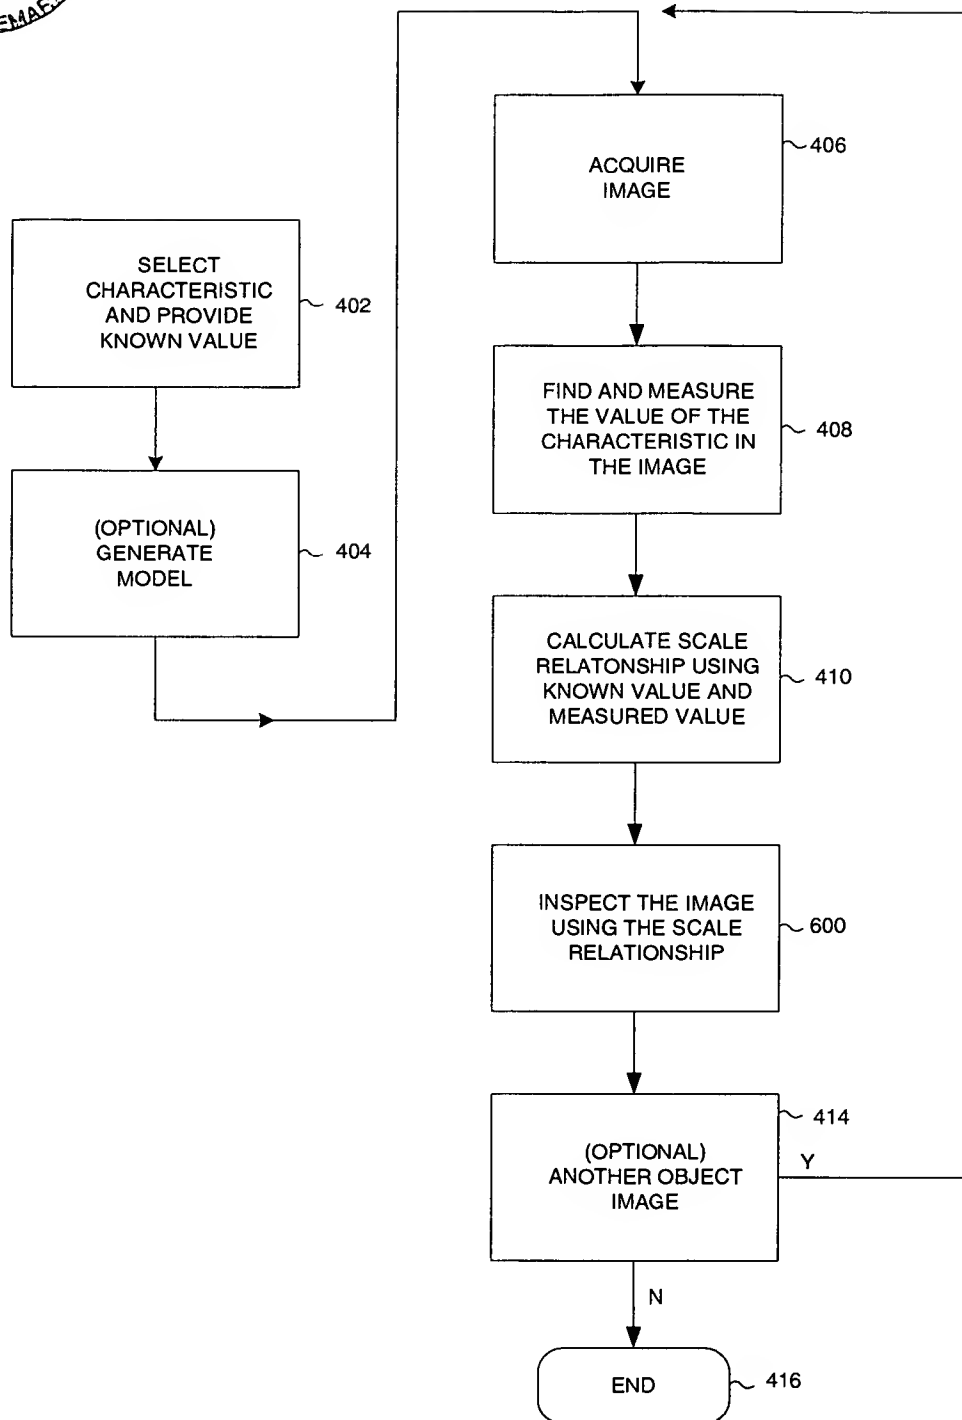 SELECT
CHARACTERISTIC
AND PROVIDE
KNOWN VALUE
402
(OPTIONAL)
GENERATE
MODEL
404
ACQUIRE
IMAGE
406
FIND AND MEASURE
THE VALUE OF THE
CHARACTERISTIC IN
THE IMAGE
408
CALCULATE SCALE
RELATONSHIP USING
KNOWN VALUE AND
MEASURED VALUE
410
INSPECT THE IMAGE
USING THE SCALE
RELATIONSHIP
600
(OPTIONAL)
ANOTHER OBJECT
IMAGE
414
Y
N
END
416